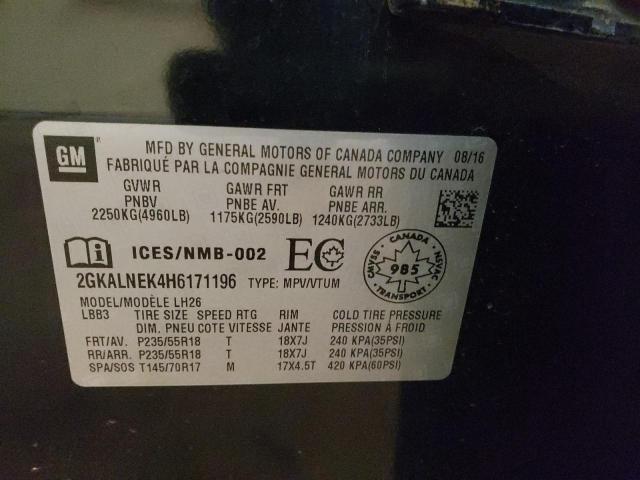 GM
MFD BY GENERAL MOTORS OF CANADA COMPANY 08/16
FABRIQUÉ PAR LA COMPAGNIE GENERAL MOTORS DU CANADA
GVWR GAWR FRT GAWR RR
PNBV PNBE AV. PNBE ARR.
2250KG(4960LB) 1175KG(2590LB) 1240KG(2733LB)
ICES/NMB-002 EC
CANADA
CMVSS 985 NSVAC
TRANSPORT
2GKALNEK4H6171196 TYPE: MPV/VTUM
MODEL/MODÈLE LH26
LBB3 TIRE SIZE SPEED RTG RIM COLD TIRE PRESSURE
DIM. PNEU COTE VITESSE JANTE PRESSION À FROID
FRT/AV. P235/55R18 T 18X7J 240 KPA(35PSI)
RR/ARR. P235/55R18 T 18X7J 240 KPA(35PSI)
SPA/SOS T145/70R17 M 17X4.5T 420 KPA(60PSI)